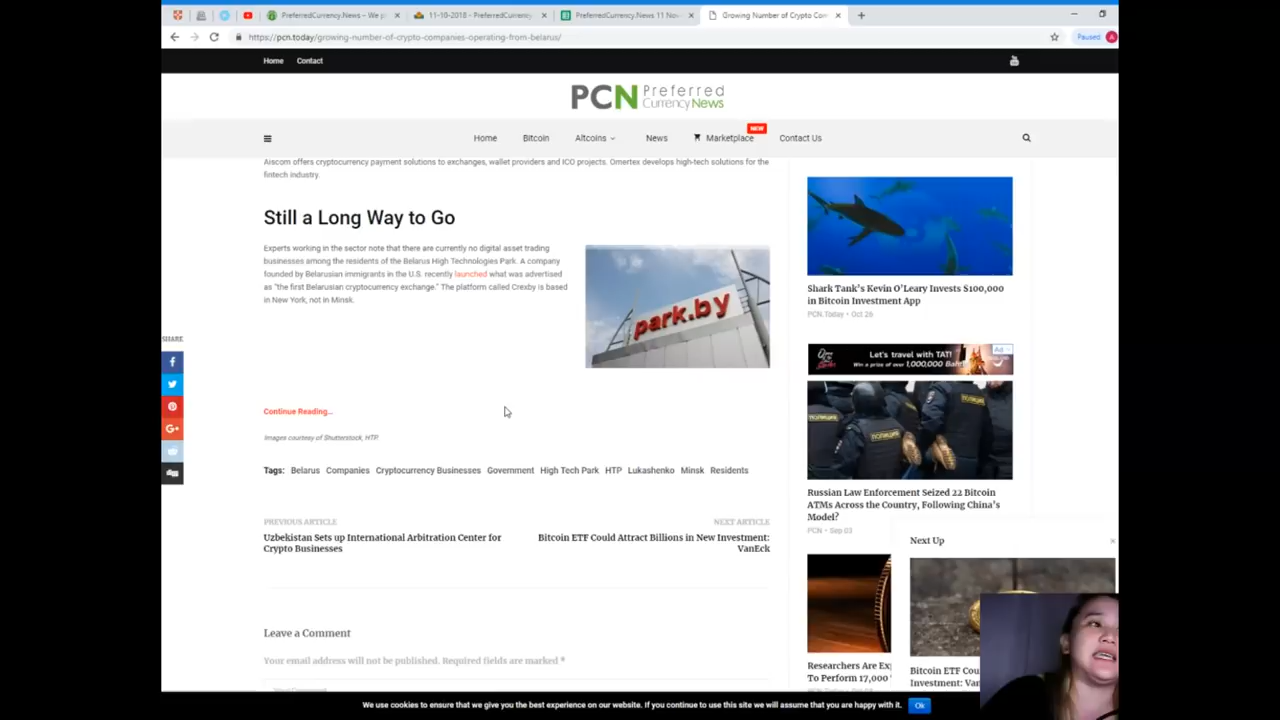 PreferredCurrency.News – We p
11-10-2018 - PreferredCurrenc
PreferredCurrency.News 11 Nov
Growing Number of Crypto Com
https://pcn.today/growing-number-of-crypto-companies-operating-from-belarus/
Paused
A
Home
Contact
PCN Preferred
Currency News
Home
Bitcoin
Altcoins
News
NEW
Marketplace
Contact Us
Aiscom offers cryptocurrency payment solutions to exchanges, wallet providers and ICO projects. Omertex develops high-tech solutions for the
fintech industry.
Still a Long Way to Go
Experts working in the sector note that there are currently no digital asset trading
businesses among the residents of the Belarus High Technologies Park. A company
founded by Belarusian immigrants in the U.S. recently launched what was advertised
as "the first Belarusian cryptocurrency exchange." The platform called Crexby is based
in New York, not in Minsk.
park.by
SHARE
Continue Reading...
Images courtesy of Shutterstock, HTP.
Tags: Belarus Companies Cryptocurrency Businesses Government High Tech Park HTP Lukashenko Minsk Residents
PREVIOUS ARTICLE
Uzbekistan Sets up International Arbitration Center for
Crypto Businesses
NEXT ARTICLE
Bitcoin ETF Could Attract Billions in New Investment:
VanEck
Leave a Comment
Your email address will not be published. Required fields are marked *
Shark Tank's Kevin O'Leary Invests $100,000
in Bitcoin Investment App
PCN.Today • Oct 26
Let's travel with TAT!
Win a prize of over 1,000,000 Baht
Ad
ПОЛИЦИЯ
ПОЛИЦИЯ
Russian Law Enforcement Seized 22 Bitcoin
ATMs Across the Country, Following China's
Model?
PCN • Sep 03
Researchers Are Ex
To Perform 17,000
Next Up
Bitcoin ETF Cou
Investment: Van
We use cookies to ensure that we give you the best experience on our website. If you continue to use this site we will assume that you are happy with it.
Ok